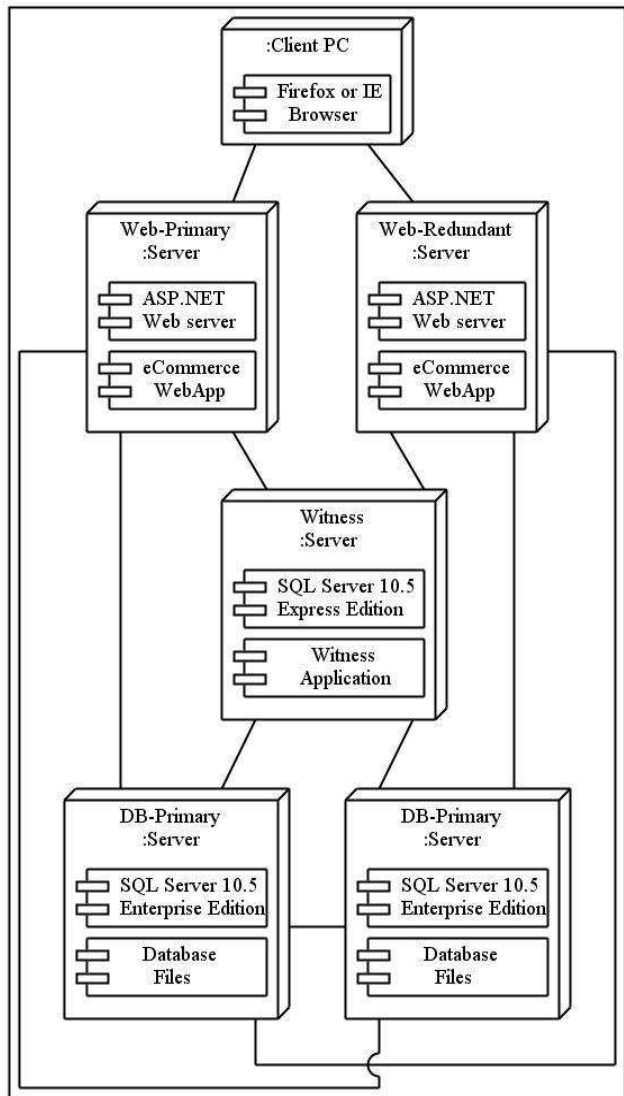 :Client PC
Firefox or IE
Browser
Web-Primary
:Server
ASP.NET
Web server
eCommerce
WebApp
Web-Redundant
:Server
ASP.NET
Web server
eCommerce
WebApp
Witness
:Server
SQL Server 10.5
Express Edition
Witness
Application
DB-Primary
:Server
SQL Server 10.5
Enterprise Edition
Database
Files
DB-Primary
:Server
SQL Server 10.5
Enterprise Edition
Database
Files